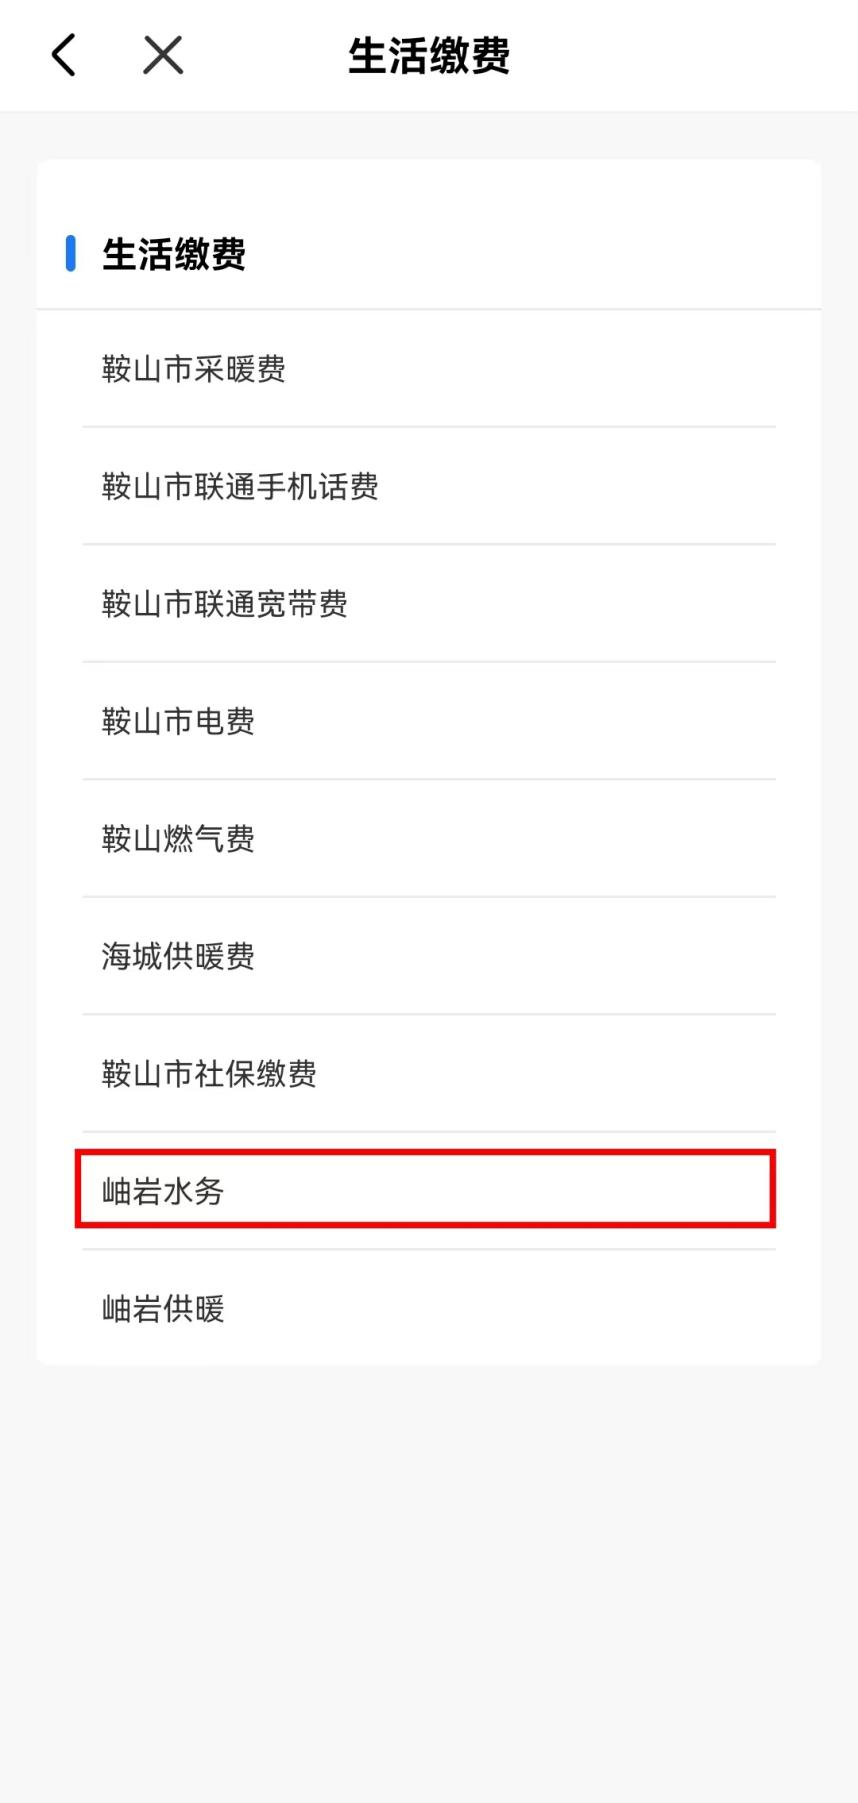 生活缴费
生活缴费
鞍山市采暖费
鞍山市联通手机话费
鞍山市联通宽带费
鞍山市电费
鞍山燃气费
海城供暖费
鞍山市社保缴费
岫岩水务
岫岩供暖